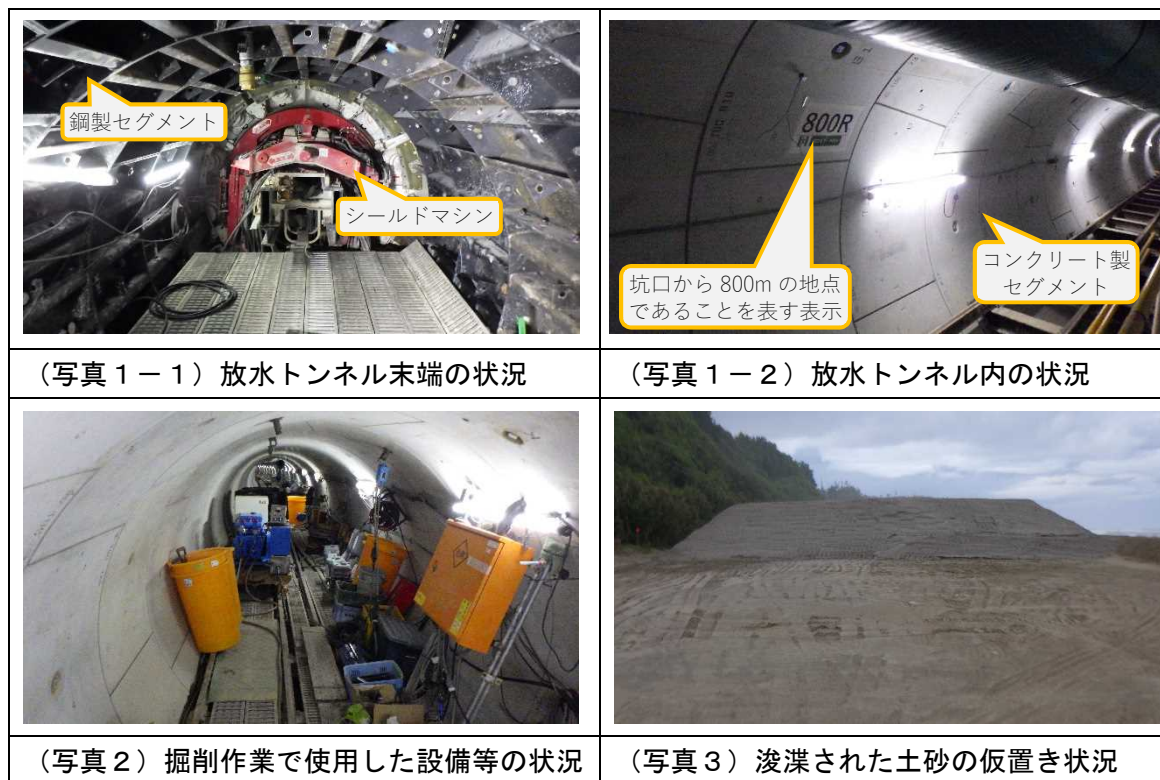 鋼製セグメント
シールドマシン
(写真1-1)放水トンネル末端の状況
800R
坑口から 800m の地点
であることを表す表示
コンクリート製
セグメント
(写真1-2)放水トンネル内の状況
(写真2)掘削作業で使用した設備等の状況
(写真3)浚渫された土砂の仮置き状況